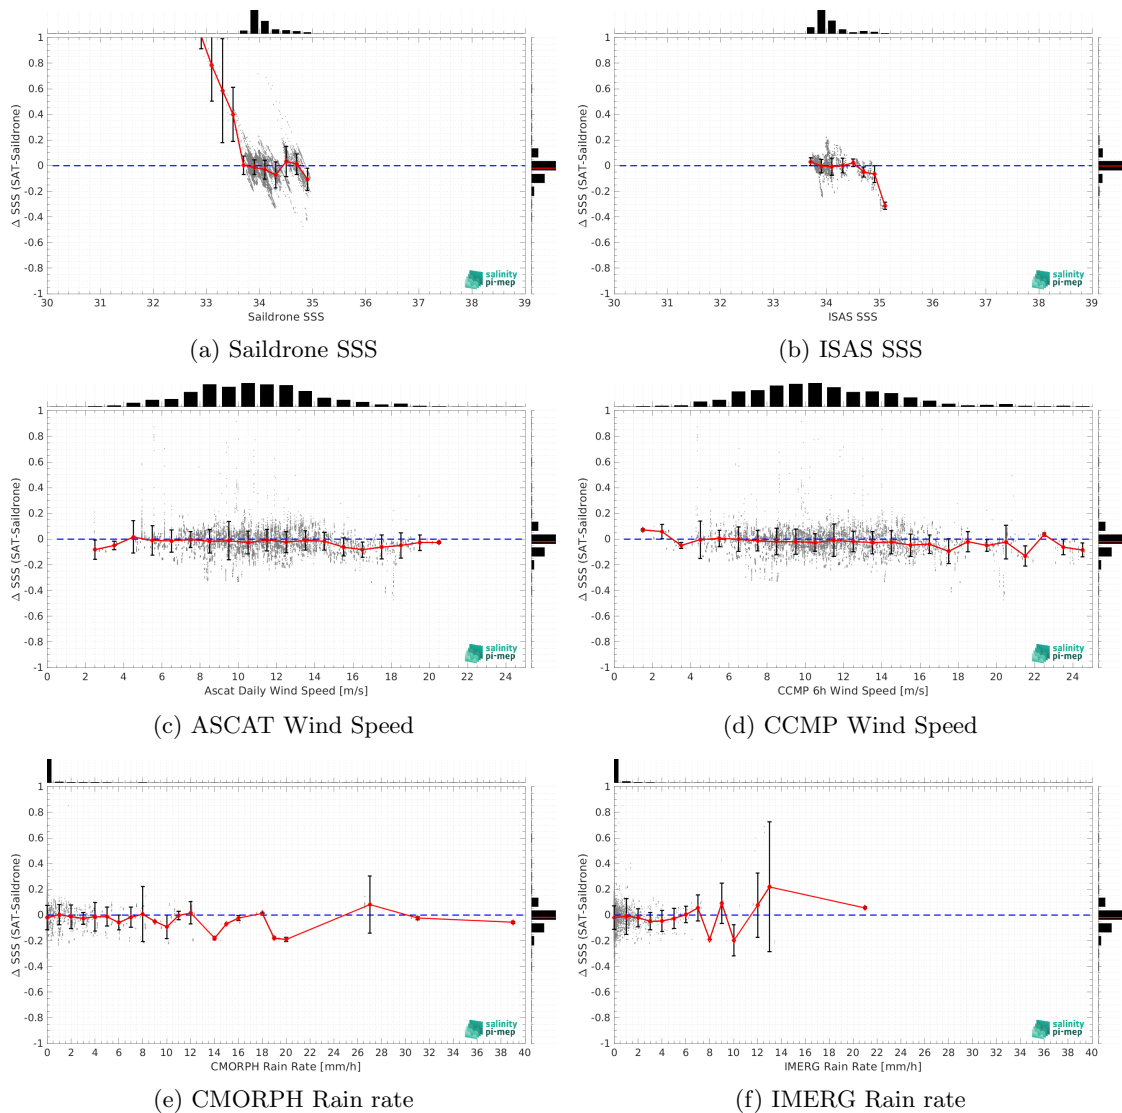 1
0.8
0.6
0.4
0.2
0
-0.2
-0.4
-0.6
-0.8
-1
Δ SSS (SAT-Saildrone)
salinity
pi-mep
30 31 32 33 34 35 36 37 38 39
Saildrone SSS
(a) Saildrone SSS
1
0.8
0.6
0.4
0.2
0
-0.2
-0.4
-0.6
-0.8
-1
Δ SSS (SAT-Saildrone)
salinity
pi-mep
30 31 32 33 34 35 36 37 38 39
ISAS SSS
(b) ISAS SSS
1
0.8
0.6
0.4
0.2
0
-0.2
-0.4
-0.6
-0.8
-1
Δ SSS (SAT-Saildrone)
salinity
pi-mep
0 2 4 6 8 10 12 14 16 18 20 22 24
Ascat Daily Wind Speed [m/s]
(c) ASCAT Wind Speed
1
0.8
0.6
0.4
0.2
0
-0.2
-0.4
-0.6
-0.8
-1
Δ SSS (SAT-Saildrone)
salinity
pi-mep
0 2 4 6 8 10 12 14 16 18 20 22 24
CCMP 6h Wind Speed [m/s]
(d) CCMP Wind Speed
1
0.8
0.6
0.4
0.2
0
-0.2
-0.4
-0.6
-0.8
-1
Δ SSS (SAT-Saildrone)
salinity
pi-mep
0 2 4 6 8 10 12 14 16 18 20 22 24 26 28 30 32 34 36 38 40
CMORPH Rain Rate [mm/h]
(e) CMORPH Rain rate
1
0.8
0.6
0.4
0.2
0
-0.2
-0.4
-0.6
-0.8
-1
Δ SSS (SAT-Saildrone)
salinity
pi-mep
0 2 4 6 8 10 12 14 16 18 20 22 24 26 28 30 32 34 36 38 40
IMERG Rain Rate [mm/h]
(f) IMERG Rain rate